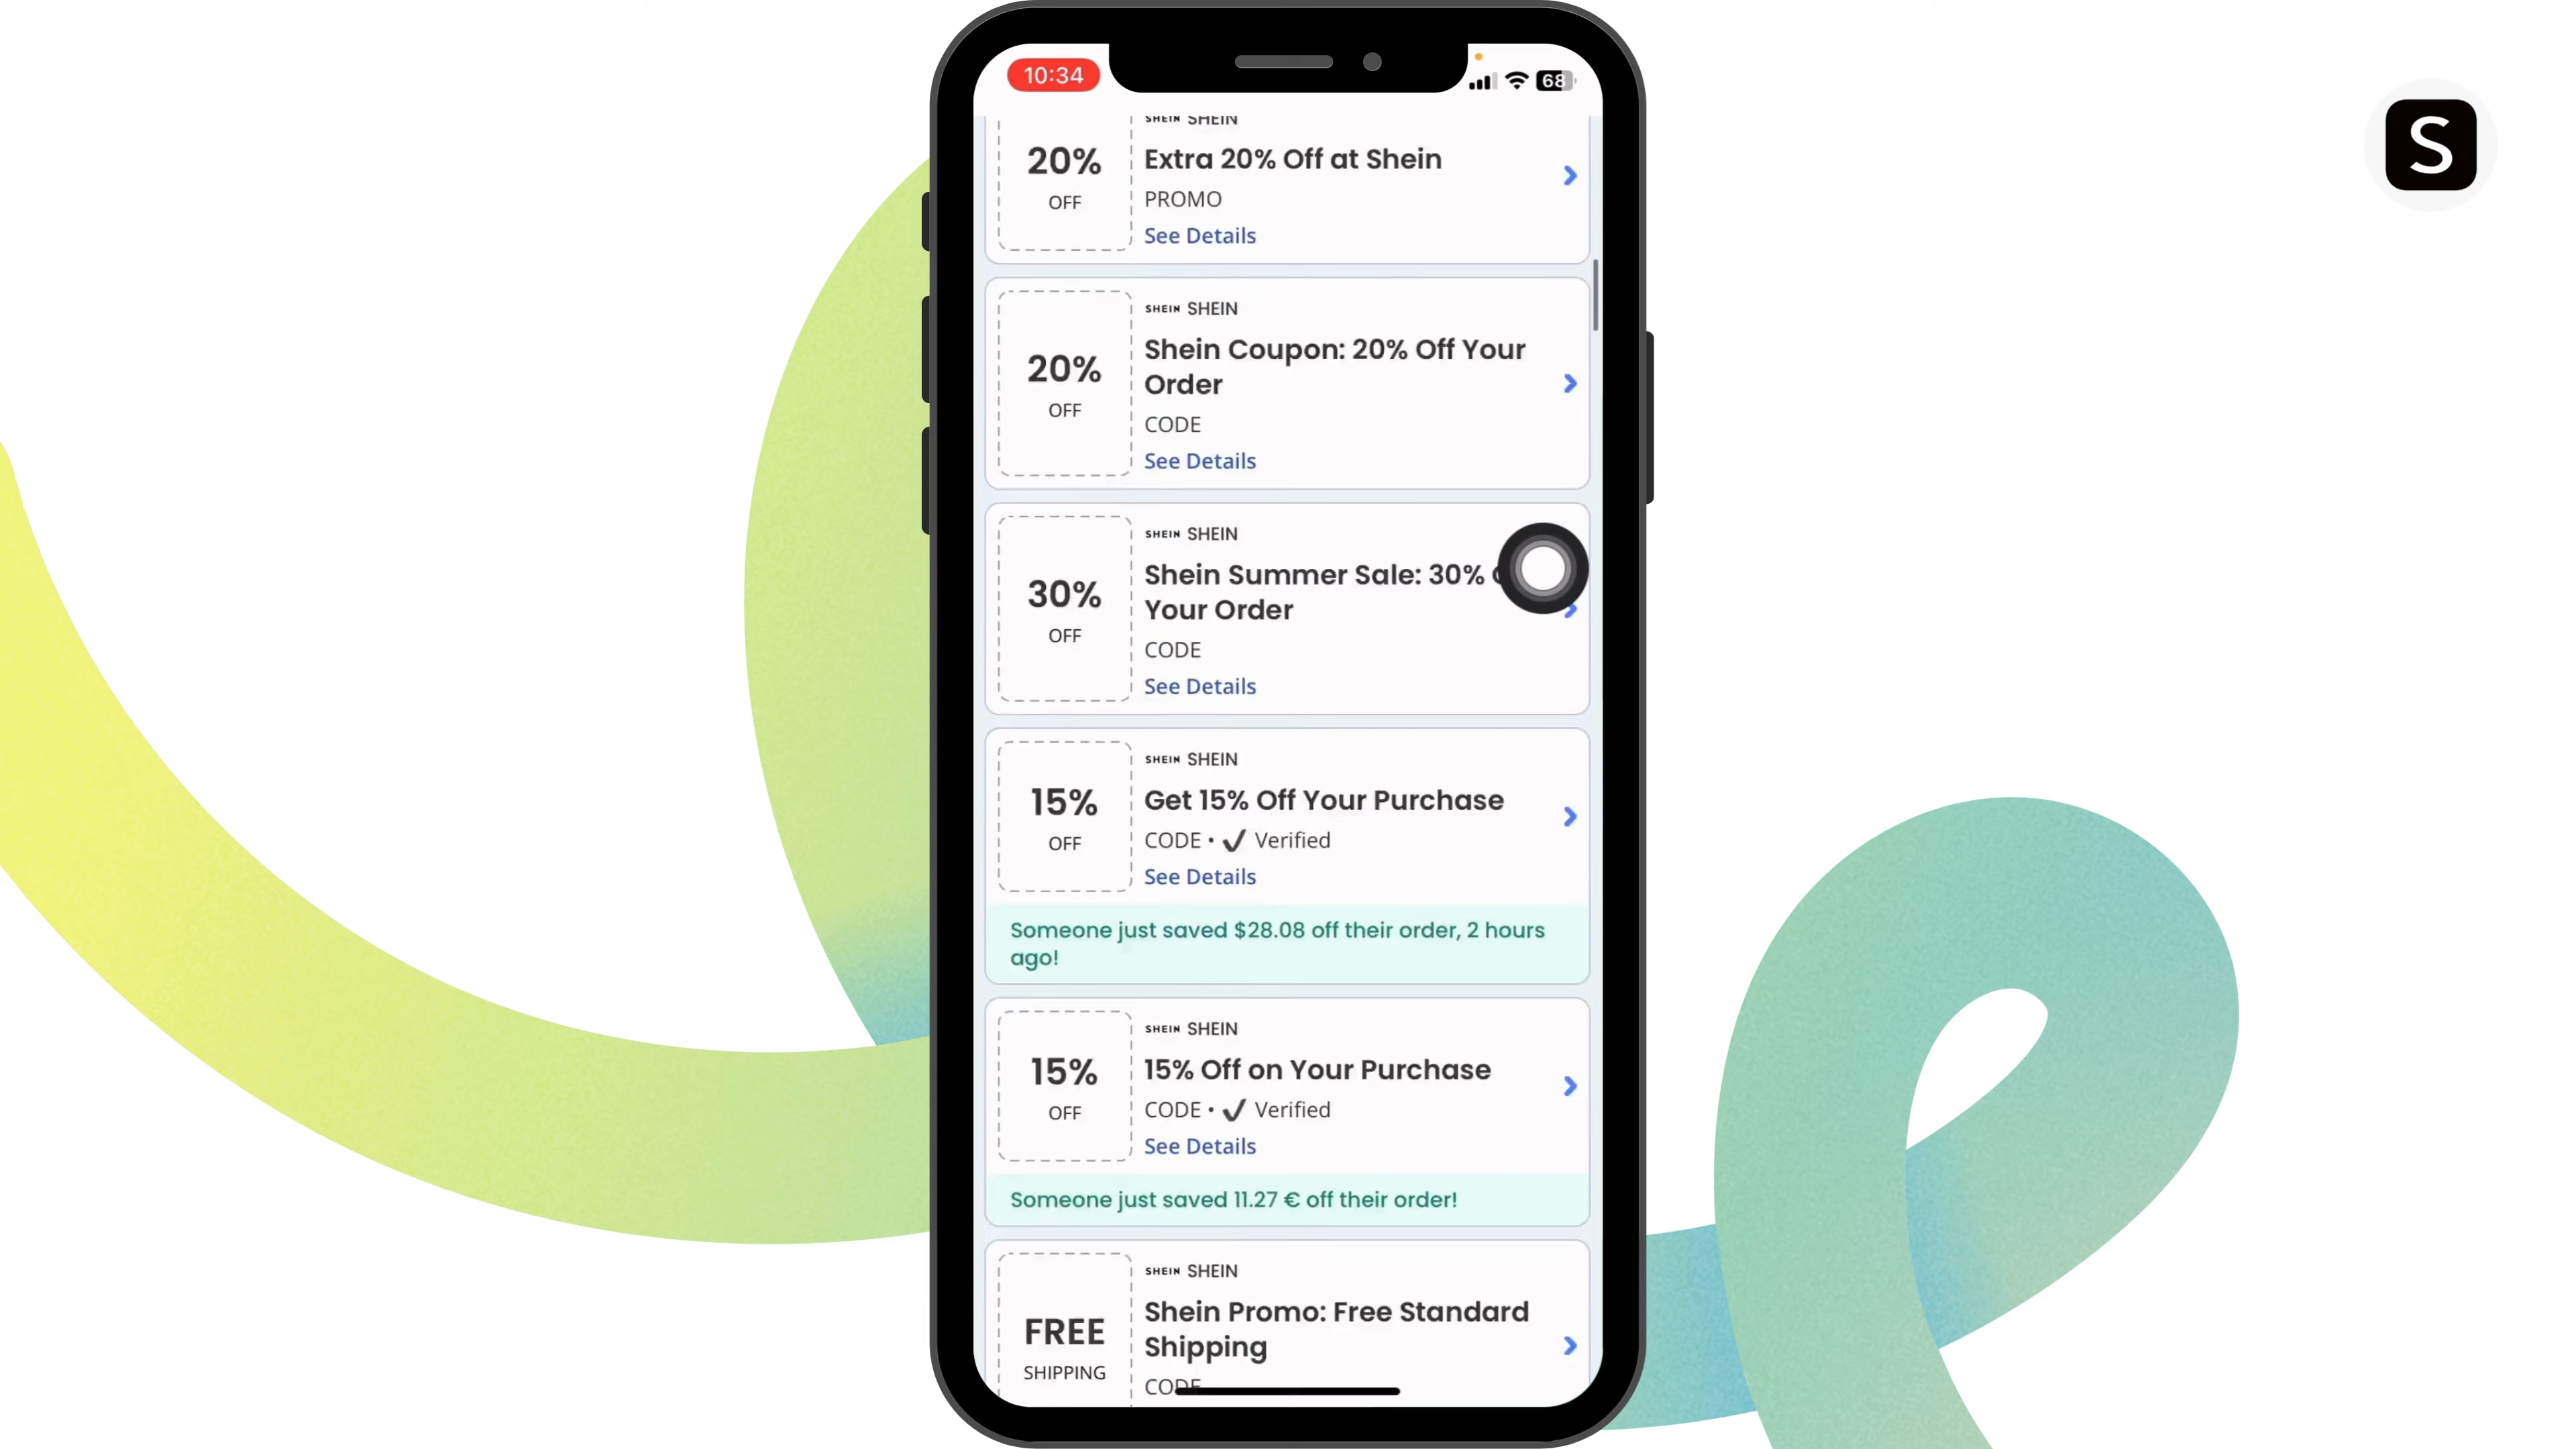 10:34
68
SHEIN SHEIN
20%
OFF
Extra 20% Off at Shein
PROMO
See Details
SHEIN SHEIN
20%
OFF
Shein Coupon: 20% Off Your
Order
CODE
See Details
SHEIN SHEIN
30%
OFF
Shein Summer Sale: 30%
Your Order
CODE
See Details
SHEIN SHEIN
15%
OFF
Get 15% Off Your Purchase
CODE • ✓ Verified
See Details
Someone just saved $28.08 off their order, 2 hours
ago!
SHEIN SHEIN
15%
OFF
15% Off on Your Purchase
CODE • ✓ Verified
See Details
Someone just saved 11.27 € off their order!
SHEIN SHEIN
FREE
SHIPPING
Shein Promo: Free Standard
Shipping
CODE
S